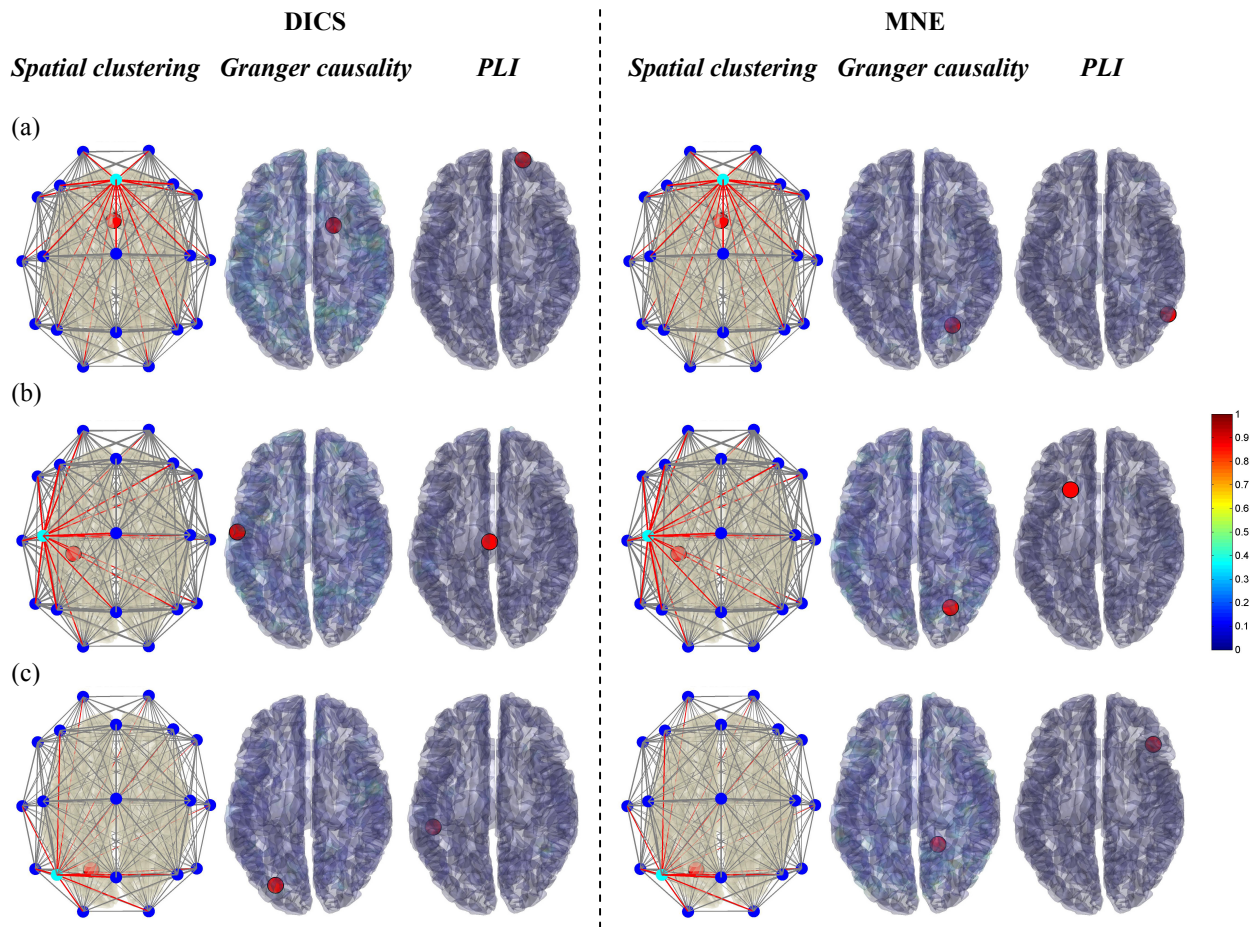 DICS MNE
Spatial clustering Granger causality PLI Spatial clustering Granger causality PLI
(a)
(b)
1
0.9
0.8
0.7
0.6
0.5
0.4
0.3
0.2
0.1
0
(c)